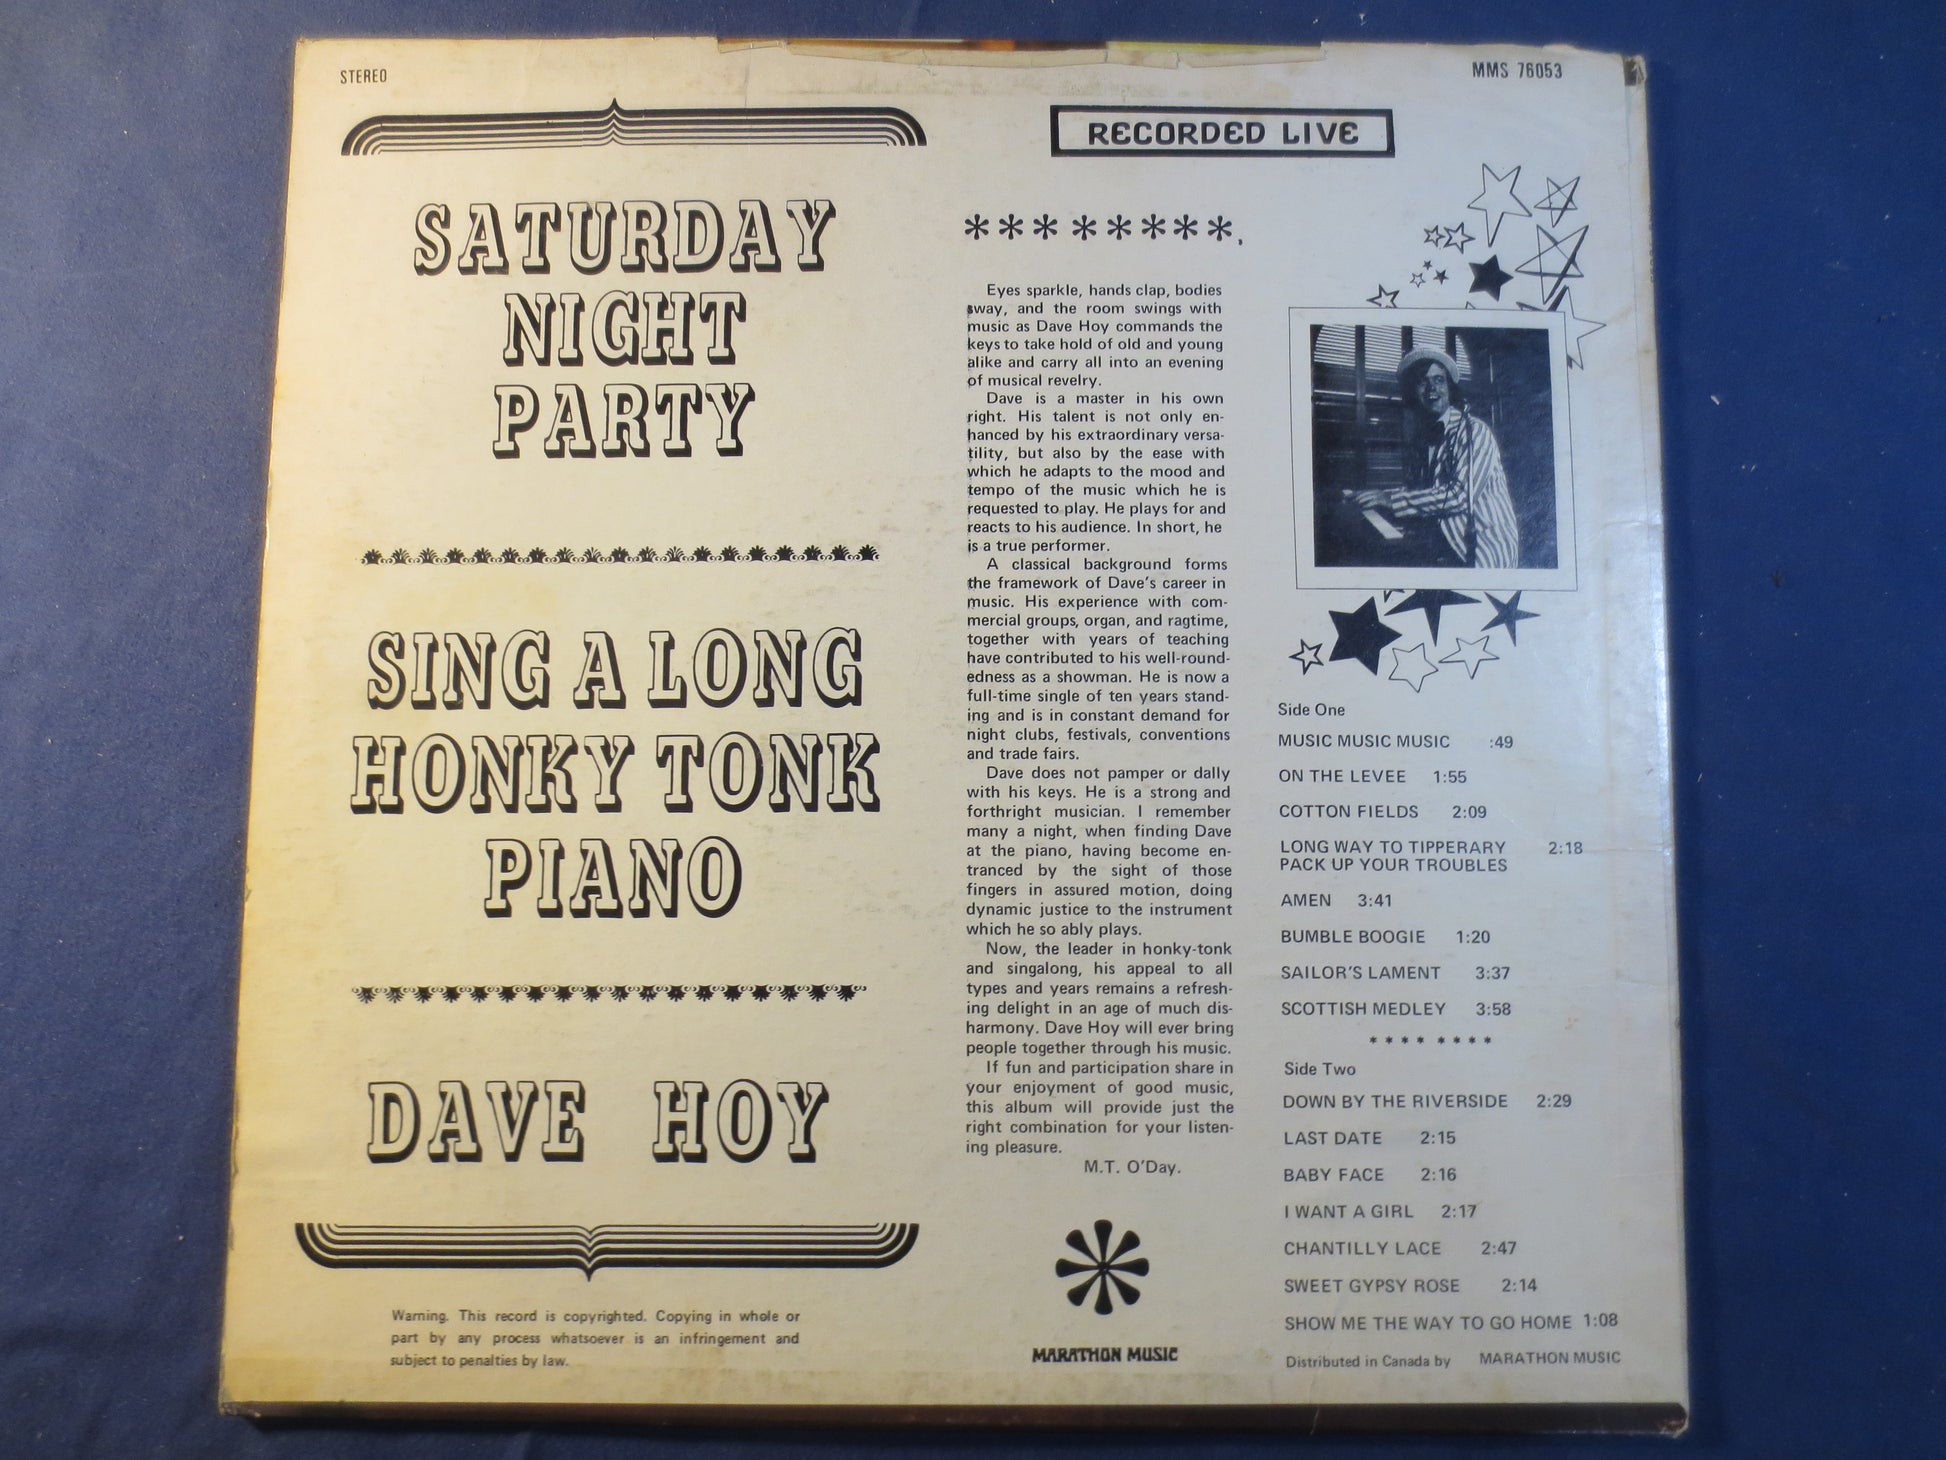 STEREO
MMS 76053
RECORDED LIVE
SATURDAY
NIGHT
PARTY
SING A LONG
HONKY TONK
PIANO
DAVE HOY
Warning. This record is copyrighted. Copying in whole or
part by any process whatsoever is an infringement and
subject to penalties by law.
* * * * * * * *.
Eyes sparkle, hands clap, bodies
sway, and the room swings with
music as Dave Hoy commands the
keys to take hold of old and young
alike and carry all into an evening
of musical revelry.
Dave is a master in his own
right. His talent is not only en-
hanced by his extraordinary versa-
tility, but also by the ease with
which he adapts to the mood and
tempo of the music which he is
requested to play. He plays for and
reacts to his audience. In short, he
is a true performer.
A classical background forms
the framework of Dave's career in
music. His experience with com-
mercial groups, organ, and ragtime,
together with years of teaching
have contributed to his well-round-
edness as a showman. He is now a
full-time single of ten years stand-
ing and is in constant demand for
night clubs, festivals, conventions
and trade fairs.
Dave does not pamper or dally
with his keys. He is a strong and
forthright musician. I remember
many a night, when finding Dave
at the piano, having become en-
tranced by the sight of those
fingers in assured motion, doing
dynamic justice to the instrument
which he so ably plays.
Now, the leader in honky-tonk
and singalong, his appeal to all
types and years remains a refresh-
ing delight in an age of much dis-
harmony. Dave Hoy will ever bring
people together through his music.
If fun and participation share in
your enjoyment of good music,
this album will provide just the
right combination for your listen-
ing pleasure.
M.T. O'Day.
MARATHON MUSIC
Side One
MUSIC MUSIC MUSIC :49
ON THE LEVEE 1:55
COTTON FIELDS 2:09
LONG WAY TO TIPPERARY 2:18
PACK UP YOUR TROUBLES
AMEN 3:41
BUMBLE BOOGIE 1:20
SAILOR'S LAMENT 3:37
SCOTTISH MEDLEY 3:58
* * * * * * * *
Side Two
DOWN BY THE RIVERSIDE 2:29
LAST DATE 2:15
BABY FACE 2:16
I WANT A GIRL 2:17
CHANTILLY LACE 2:47
SWEET GYPSY ROSE 2:14
SHOW ME THE WAY TO GO HOME 1:08
Distributed in Canada by MARATHON MUSIC